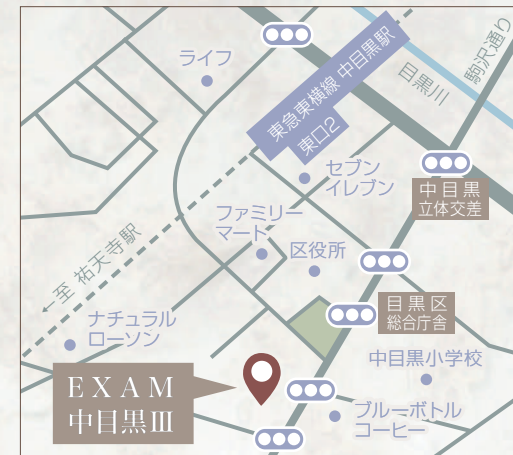 ライフ
東急東横線 中目黒駅
東口2
目黒川
駒沢通り
セブン
イレブン
中目黒
立体交差
ファミリー
マート
区役所
←至 祐天寺駅
目黒区
総合庁舎
ナチュラル
ローソン
中目黒小学校
EXAM
中目黒Ⅲ
ブルーボトル
コーヒー